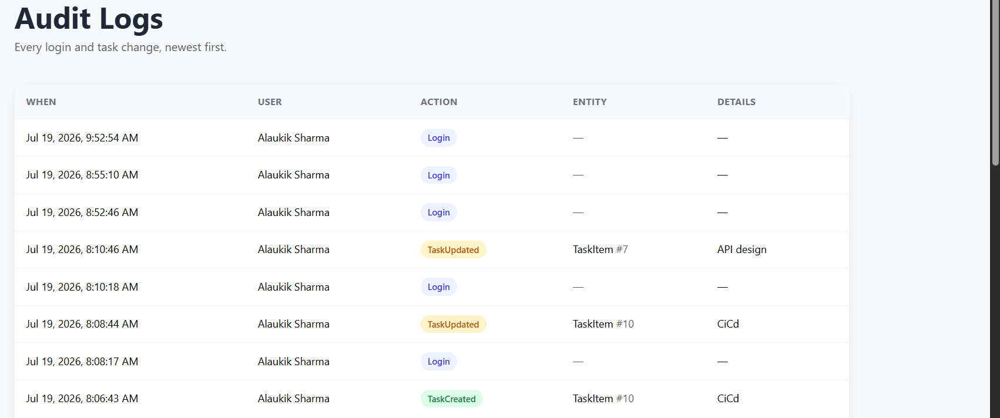 Audit Logs
Every login and task change, newest first.
WHEN USER ACTION ENTITY DETAILS
Jul 19, 2026, 9:52:54 AM Alaukik Sharma Login — —
Jul 19, 2026, 8:55:10 AM Alaukik Sharma Login — —
Jul 19, 2026, 8:52:46 AM Alaukik Sharma Login — —
Jul 19, 2026, 8:10:46 AM Alaukik Sharma TaskUpdated TaskItem #7 API design
Jul 19, 2026, 8:10:18 AM Alaukik Sharma Login — —
Jul 19, 2026, 8:08:44 AM Alaukik Sharma TaskUpdated TaskItem #10 CiCd
Jul 19, 2026, 8:08:17 AM Alaukik Sharma Login — —
Jul 19, 2026, 8:06:43 AM Alaukik Sharma TaskCreated TaskItem #10 CiCd